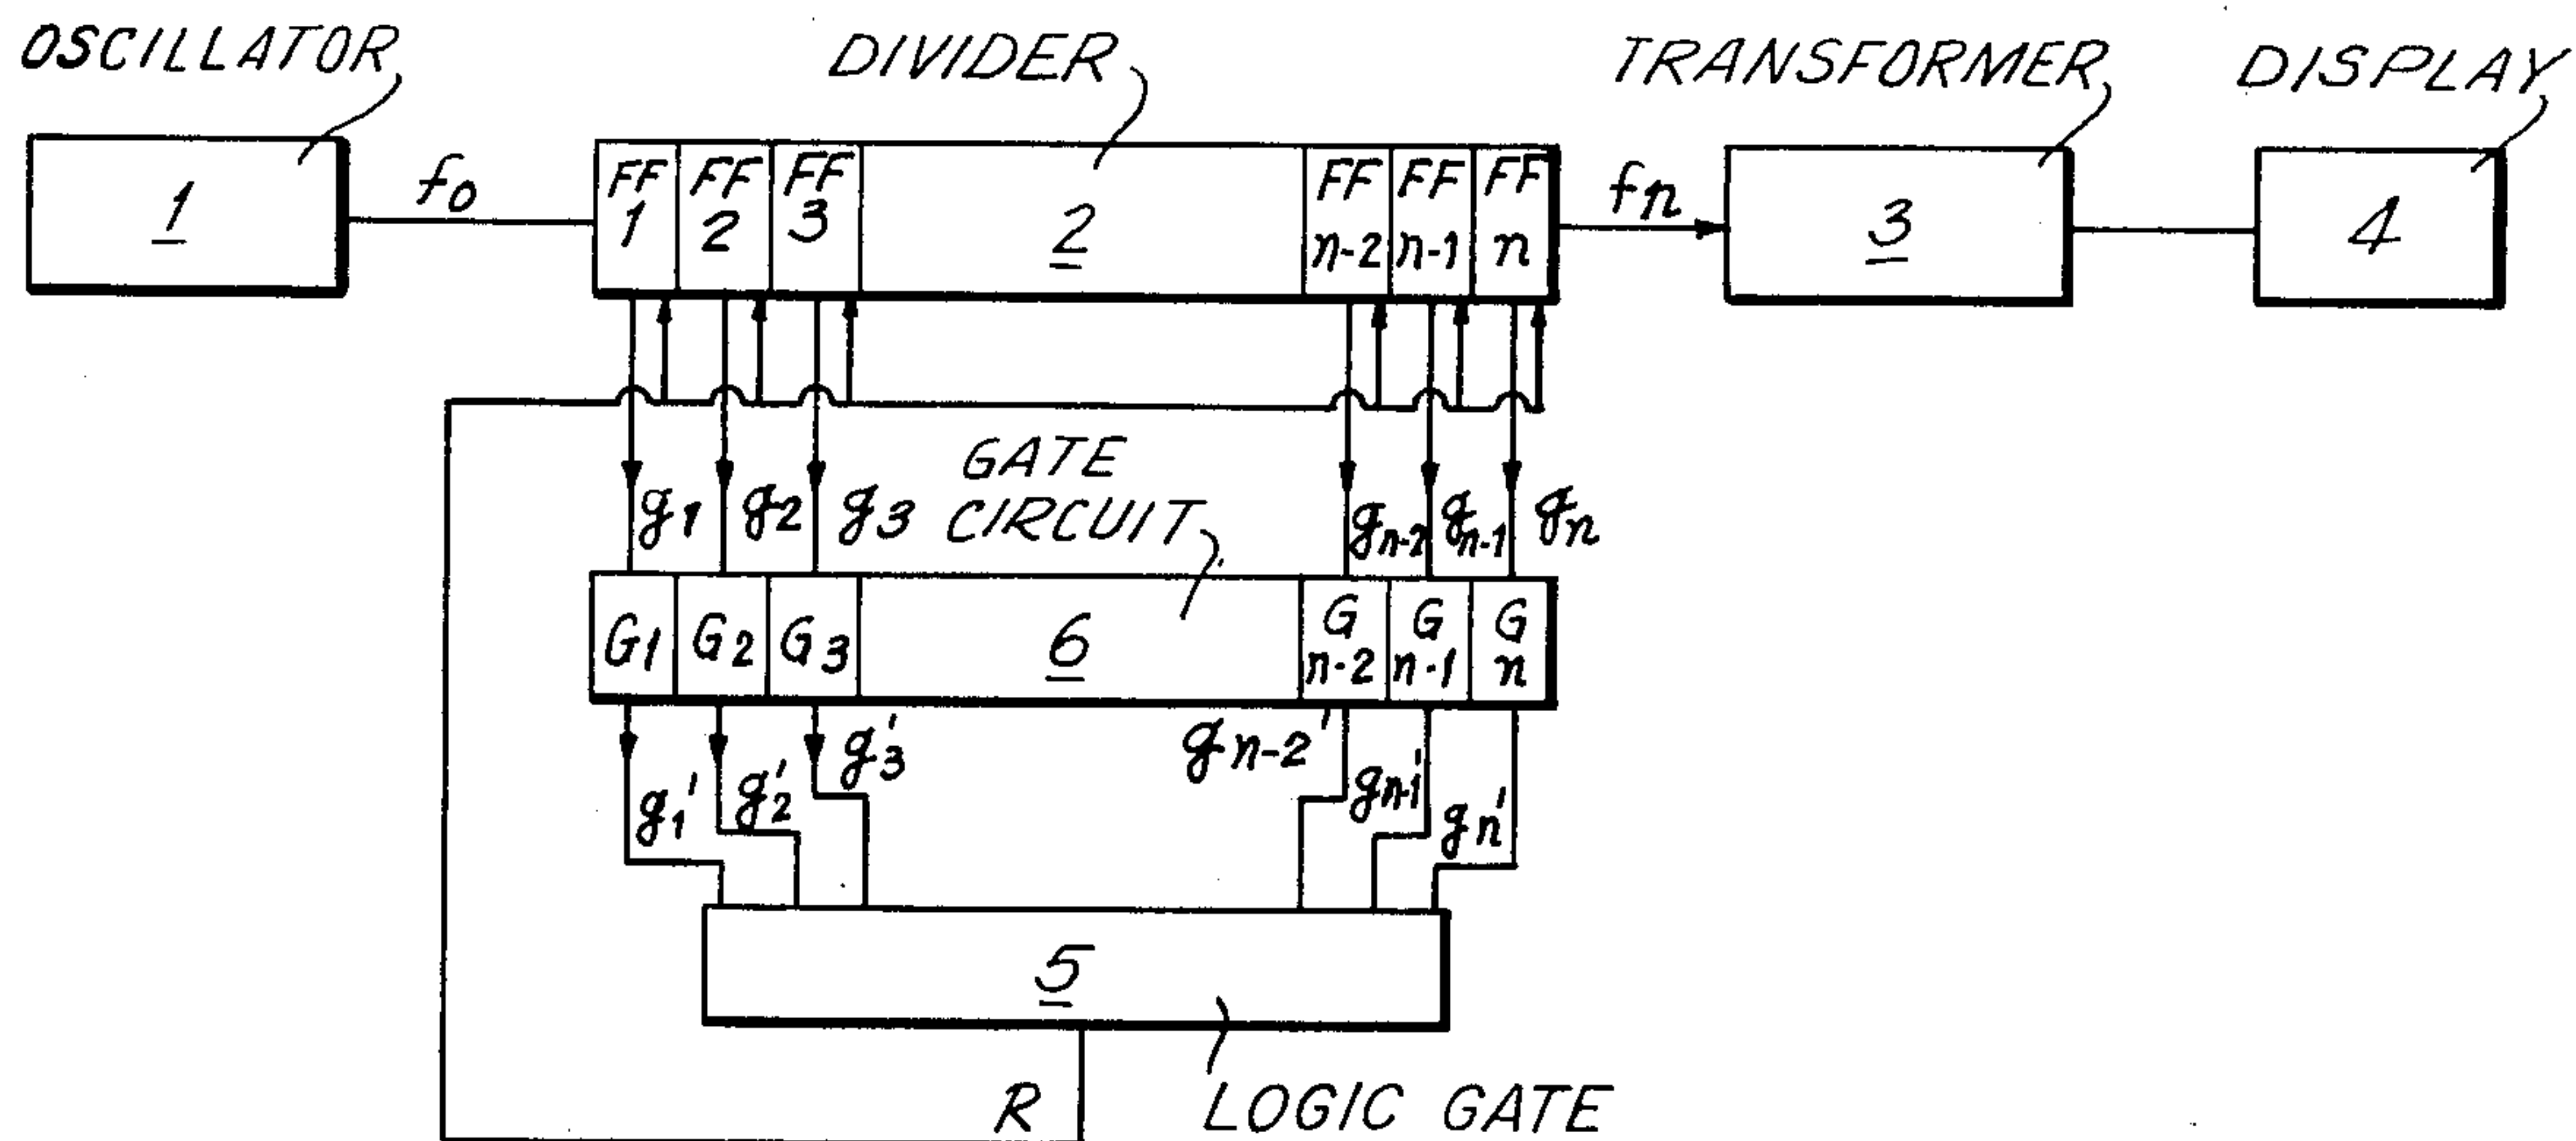 OSCILLATOR
DIVIDER
TRANSFORMER
DISPLAY
1
f0
FF 1
FF 2
FF 3
2
FF n-2
FF n-1
FF n
fn
3
4
GATE
CIRCUIT
g1
g2
g3
gn-2
gn-1
gn
G1
G2
G3
6
G n-2
G n-1
G n
g1'
g2'
g3'
gn-2'
gn-1'
gn'
5
R
LOGIC GATE